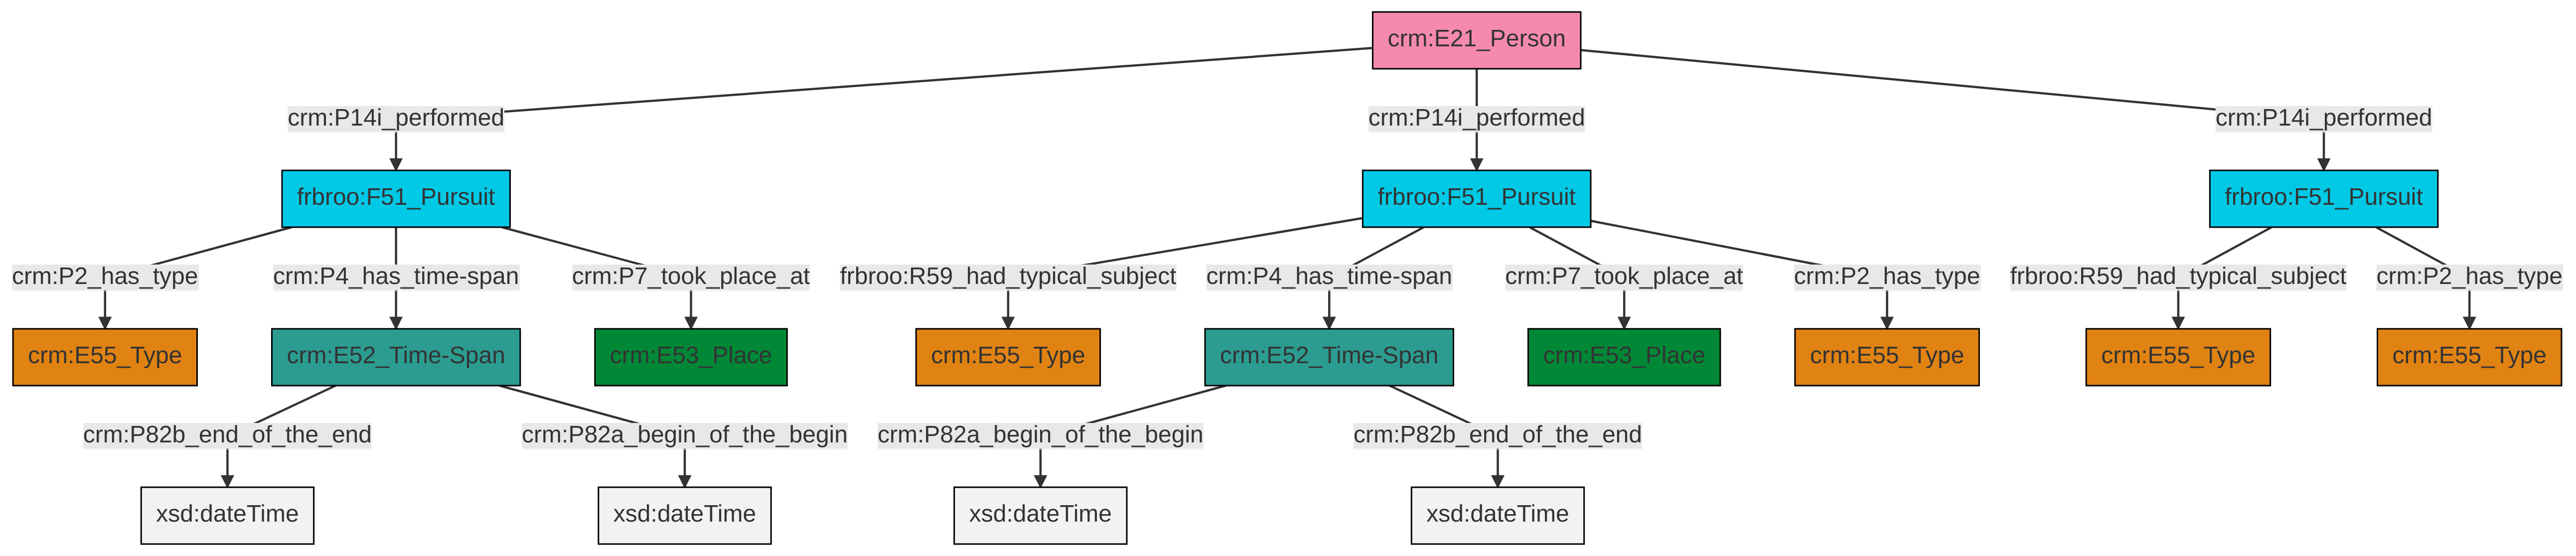 crm:E21_Person
crm:P14i_performed crm:P14i_performed crm:P14i_performed
frbroo:F51_Pursuit frbroo:F51_Pursuit frbroo:F51_Pursuit
crm:P2_has_type crm:P4_has_time-span crm:P7_took_place_at frbroo:R59_had_typical_subject crm:P4_has_time-span crm:P7_took_place_at crm:P2_has_type frbroo:R59_had_typical_subject crm:P2_has_type
crm:E55_Type crm:E52_Time-Span crm:E53_Place crm:E55_Type crm:E52_Time-Span crm:E53_Place crm:E55_Type crm:E55_Type crm:E55_Type
crm:P82b_end_of_the_end crm:P82a_begin_of_the_begin crm:P82a_begin_of_the_begin crm:P82b_end_of_the_end
xsd:dateTime xsd:dateTime xsd:dateTime xsd:dateTime